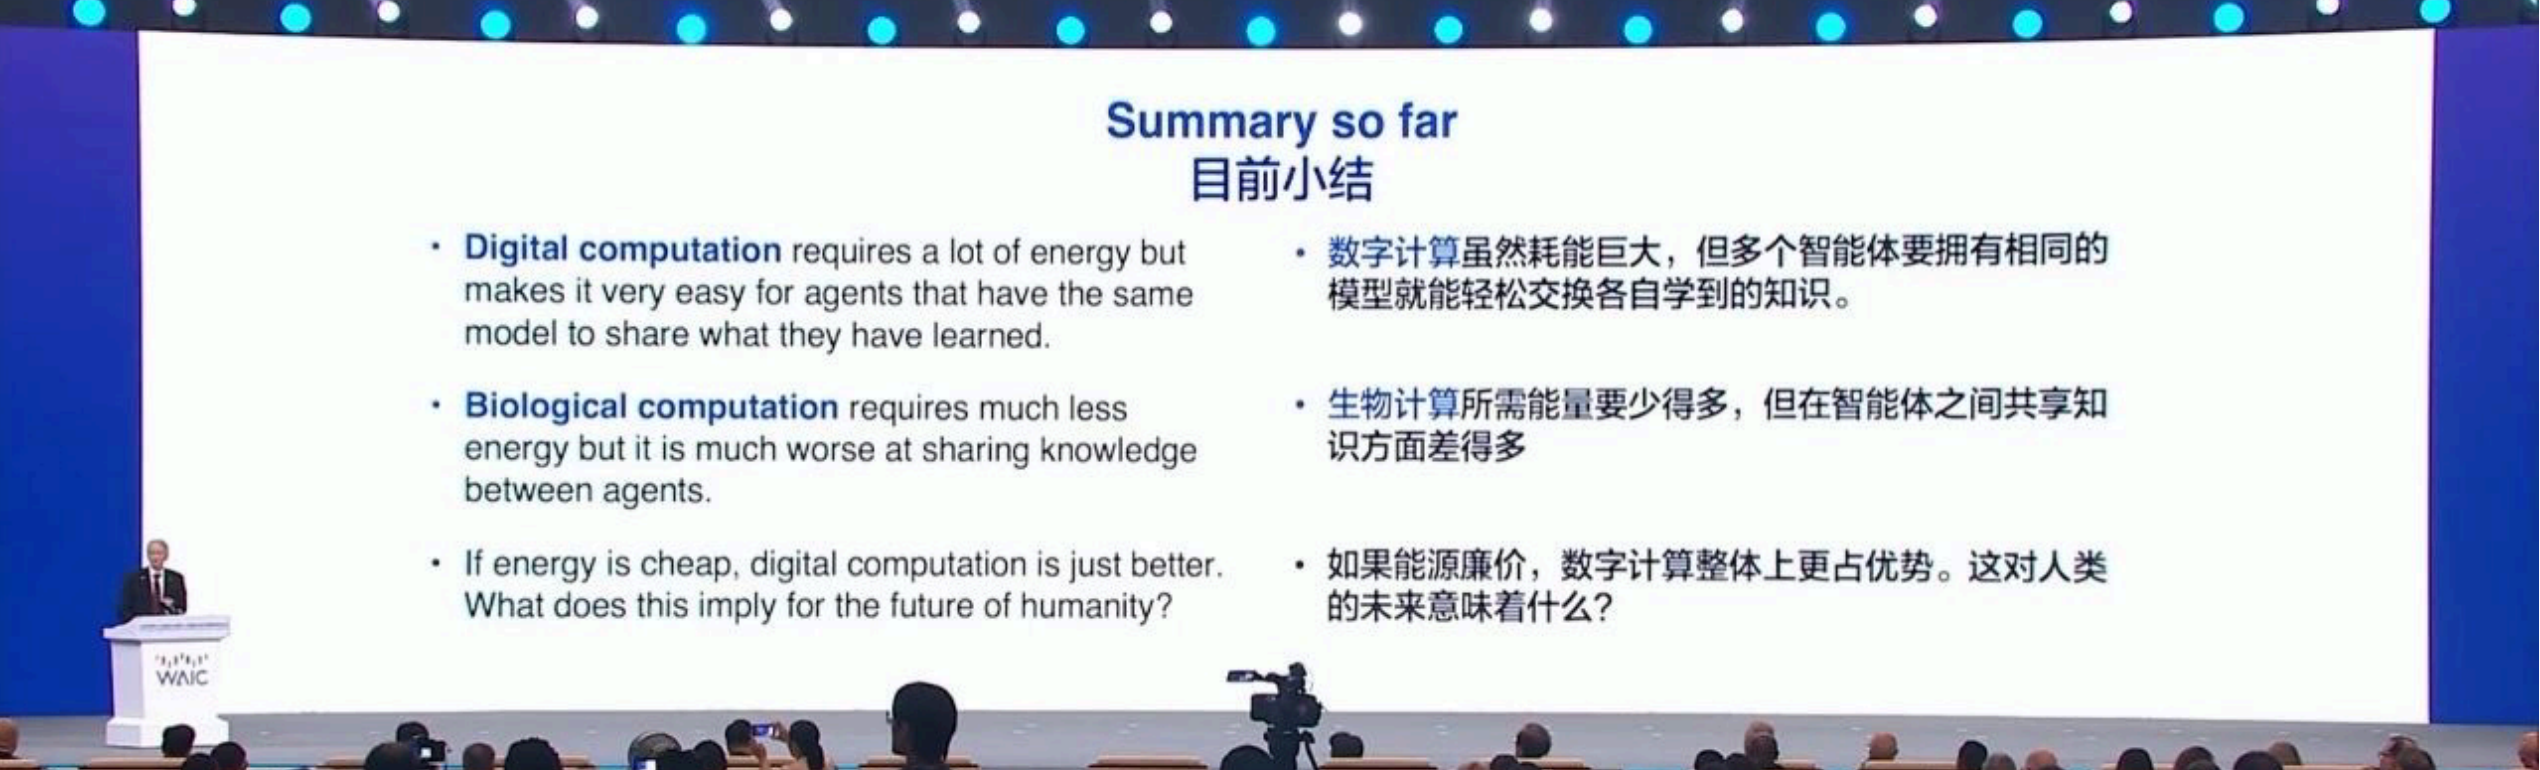 Summary so far
目前小结
• Digital computation requires a lot of energy but
makes it very easy for agents that have the same
model to share what they have learned.
• Biological computation requires much less
energy but it is much worse at sharing knowledge
between agents.
• If energy is cheap, digital computation is just better.
What does this imply for the future of humanity?
• 数字计算虽然耗能巨大，但多个智能体要拥有相同的
模型就能轻松交换各自学到的知识。
• 生物计算所需能量要少得多，但在智能体之间共享知
识方面差得多
• 如果能源廉价，数字计算整体上更占优势。这对人类
的未来意味着什么？
WAIC